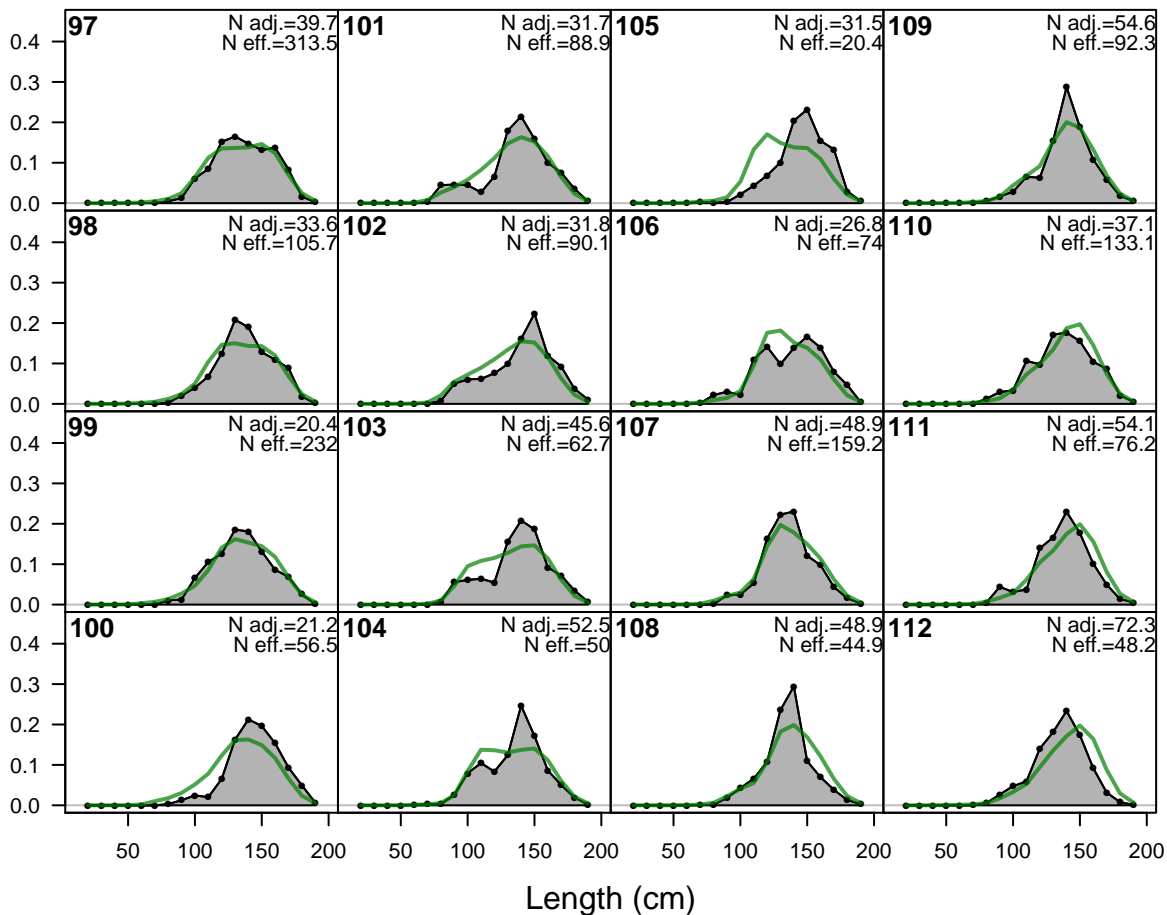 97 N adj.=39.7
N eff.=313.5
101 N adj.=31.7
N eff.=88.9
105 N adj.=31.5
N eff.=20.4
109 N adj.=54.6
N eff.=92.3
0.4
0.3
0.2
0.1
0.0
98 N adj.=33.6
N eff.=105.7
102 N adj.=31.8
N eff.=90.1
106 N adj.=26.8
N eff.=74
110 N adj.=37.1
N eff.=133.1
0.4
0.3
0.2
0.1
0.0
99 N adj.=20.4
N eff.=232
103 N adj.=45.6
N eff.=62.7
107 N adj.=48.9
N eff.=159.2
111 N adj.=54.1
N eff.=76.2
0.4
0.3
0.2
0.1
0.0
100 N adj.=21.2
N eff.=56.5
104 N adj.=52.5
N eff.=50
108 N adj.=48.9
N eff.=44.9
112 N adj.=72.3
N eff.=48.2
0.4
0.3
0.2
0.1
0.0
50 100 150 200 50 100 150 200 50 100 150 200 50 100 150 200
Length (cm)